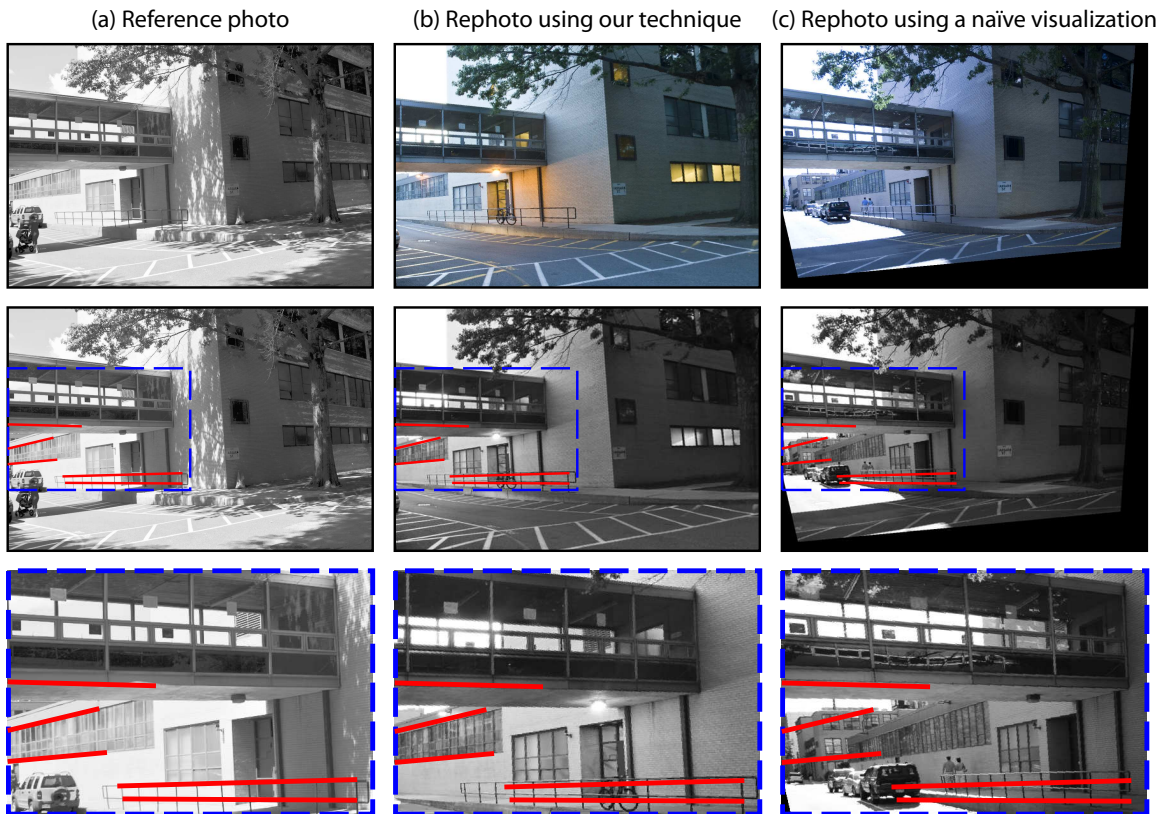 (a) Reference photo
(b) Rephoto using our technique
(c) Rephoto using a naïve visualization